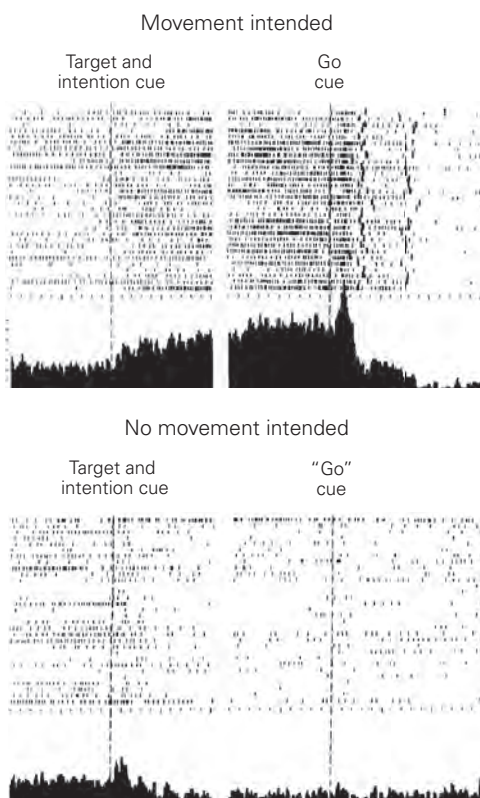 Movement intended
Target and
intention cue
Go
cue
No movement intended
Target and
intention cue
"Go"
cue